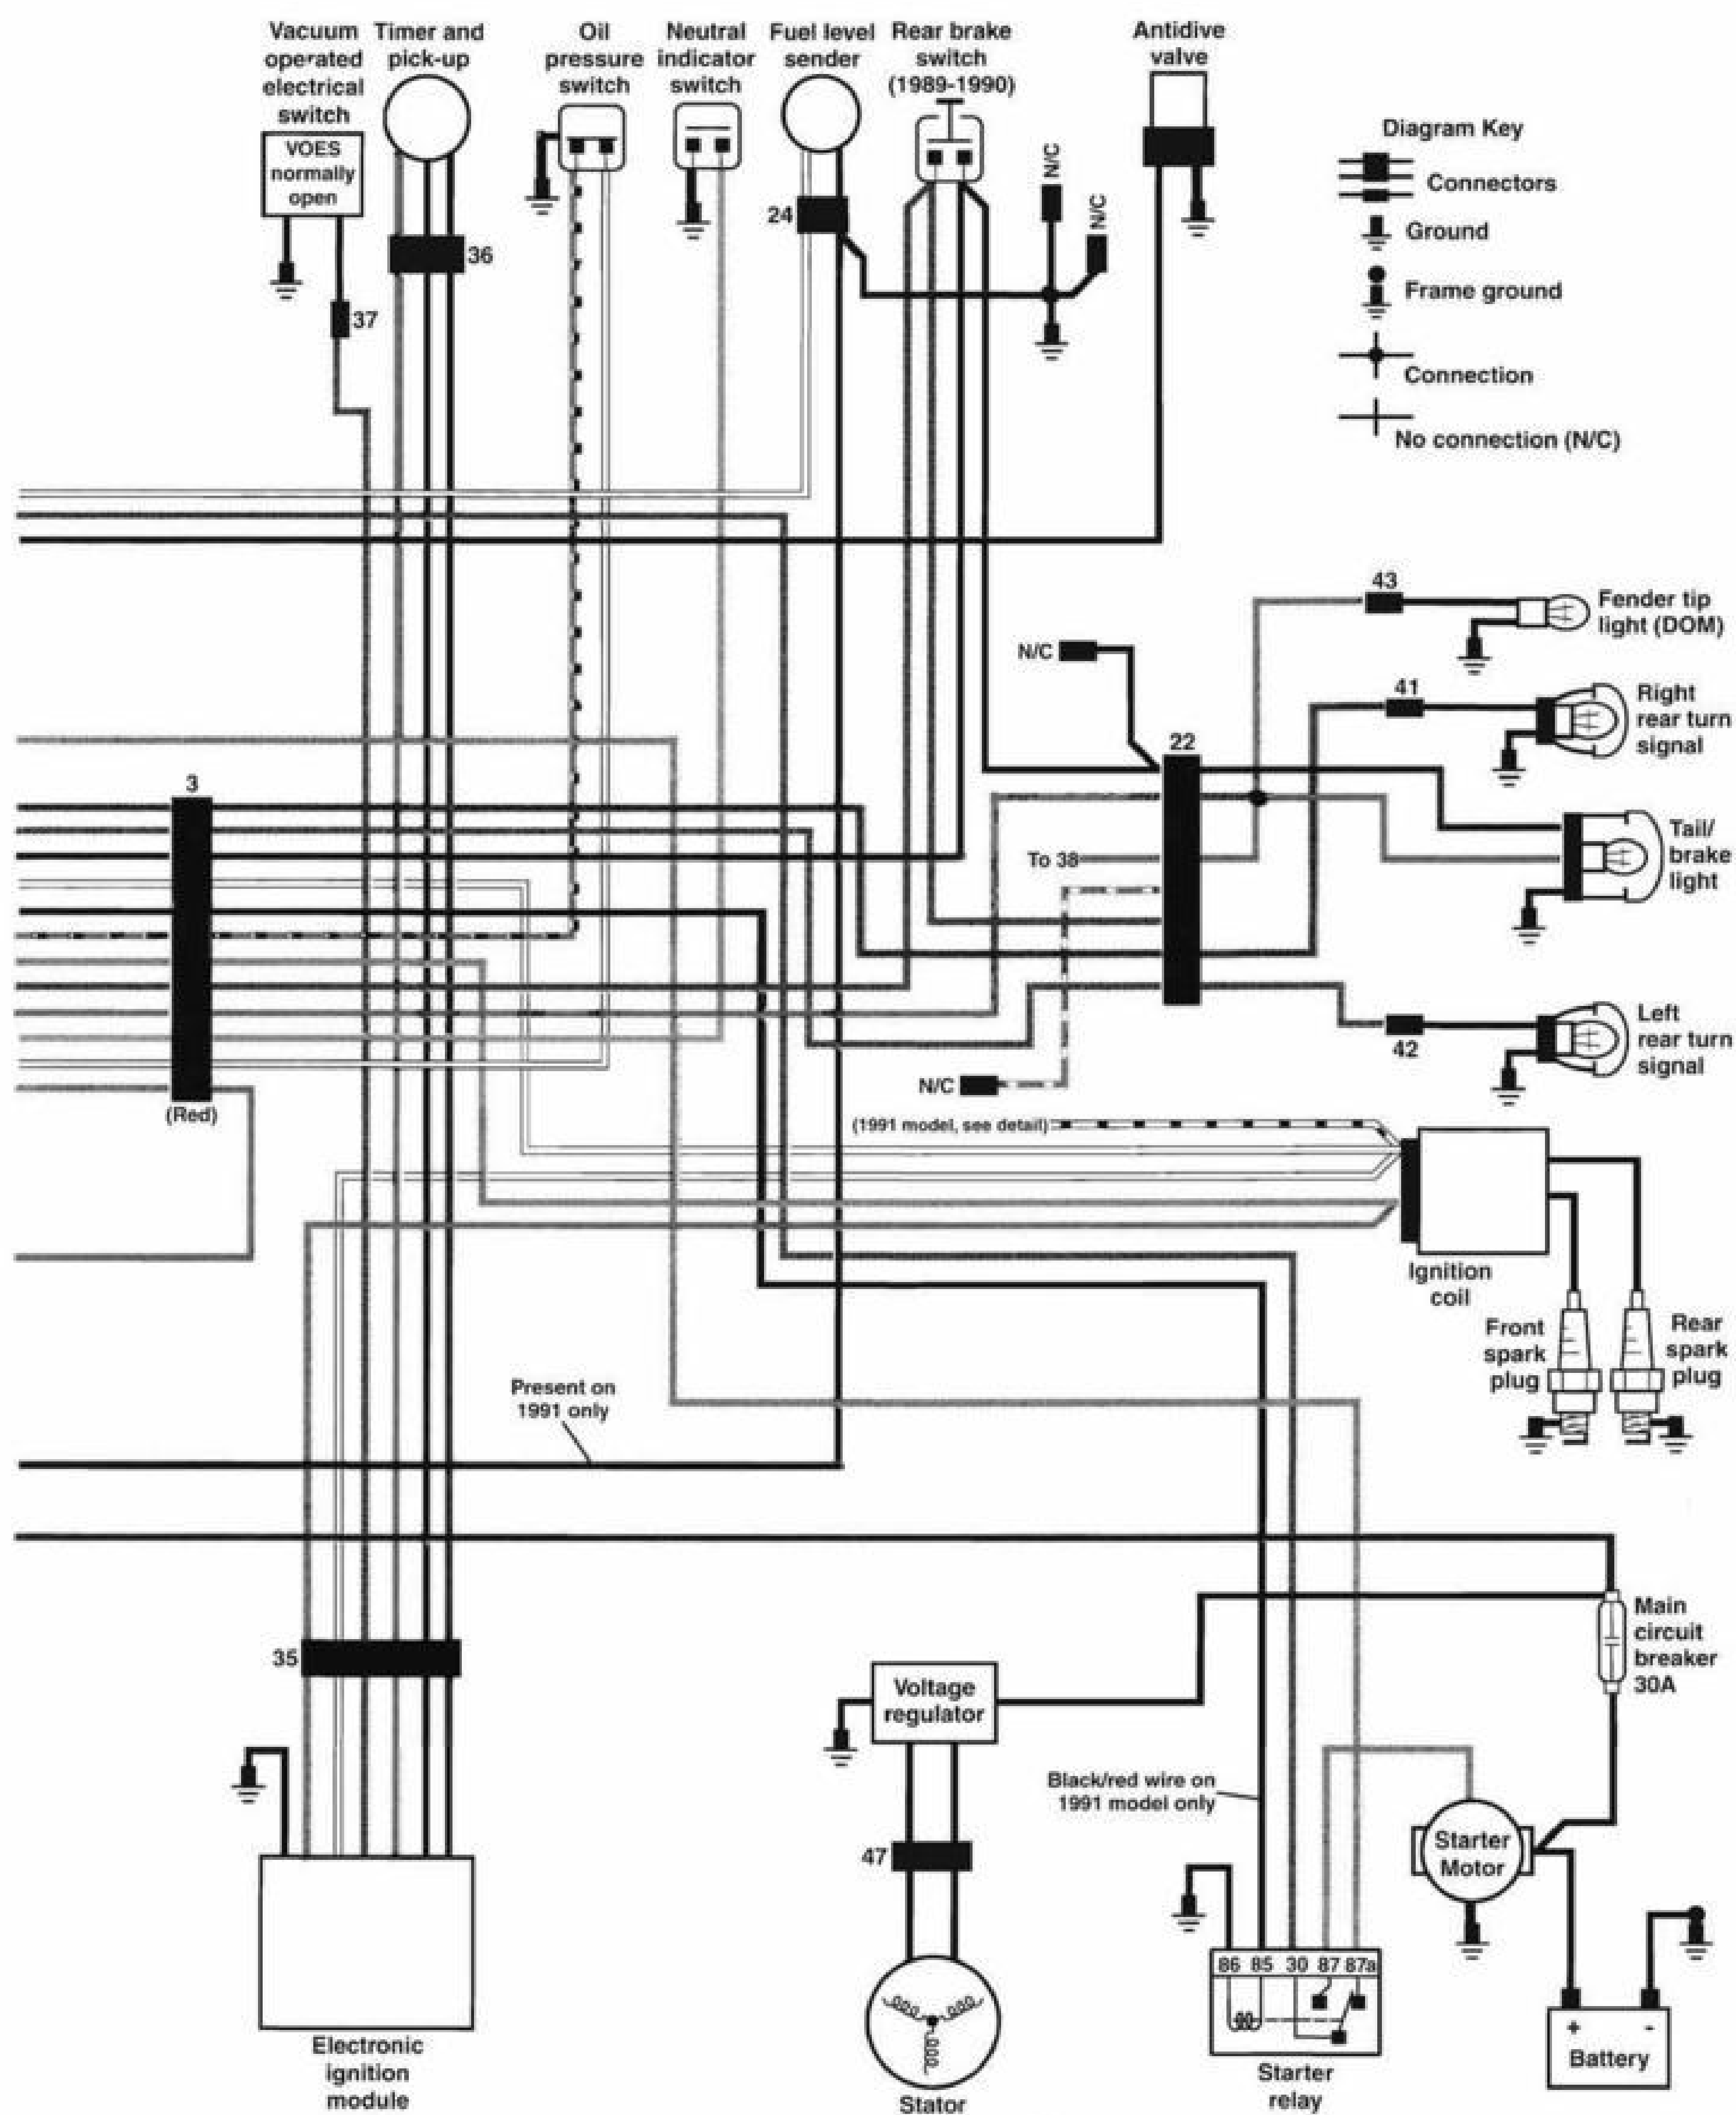 Vacuum
operated
electrical
switch
Timer and
pick-up
Oil
pressure
switch
Neutral
indicator
switch
Fuel level
sender
Rear brake
switch
(1989-1990)
Antidive
valve
VOES
normally
open
36
37
24
N/C
N/C
Diagram Key
Connectors
Ground
Frame ground
Connection
No connection (N/C)
43
Fender tip
light (DOM)
N/C
41
Right
rear turn
signal
22
3
Tail/
brake
light
To 38
Left
rear turn
signal
42
N/C
(Red)
(1991 model, see detail)
Ignition
coil
Front
spark
plug
Rear
spark
plug
Present on
1991 only
Main
circuit
breaker
30A
35
Voltage
regulator
Black/red wire on
1991 model only
47
Starter
Motor
86 85 30 87 87a
+ -
Battery
Electronic
ignition
module
Stator
Starter
relay